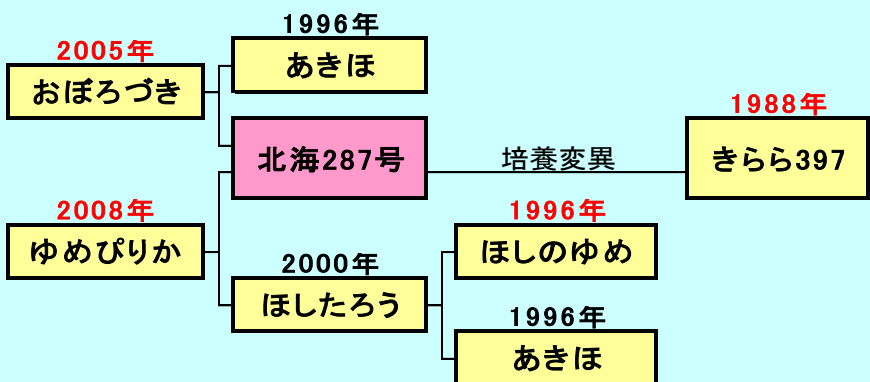 1996年
あきほ
2005年
おぼろづき
1988年
きらら397
北海287号
培養変異
2008年
ゆめぴりか
1996年
ほしのゆめ
2000年
ほしたろう
1996年
あきほ